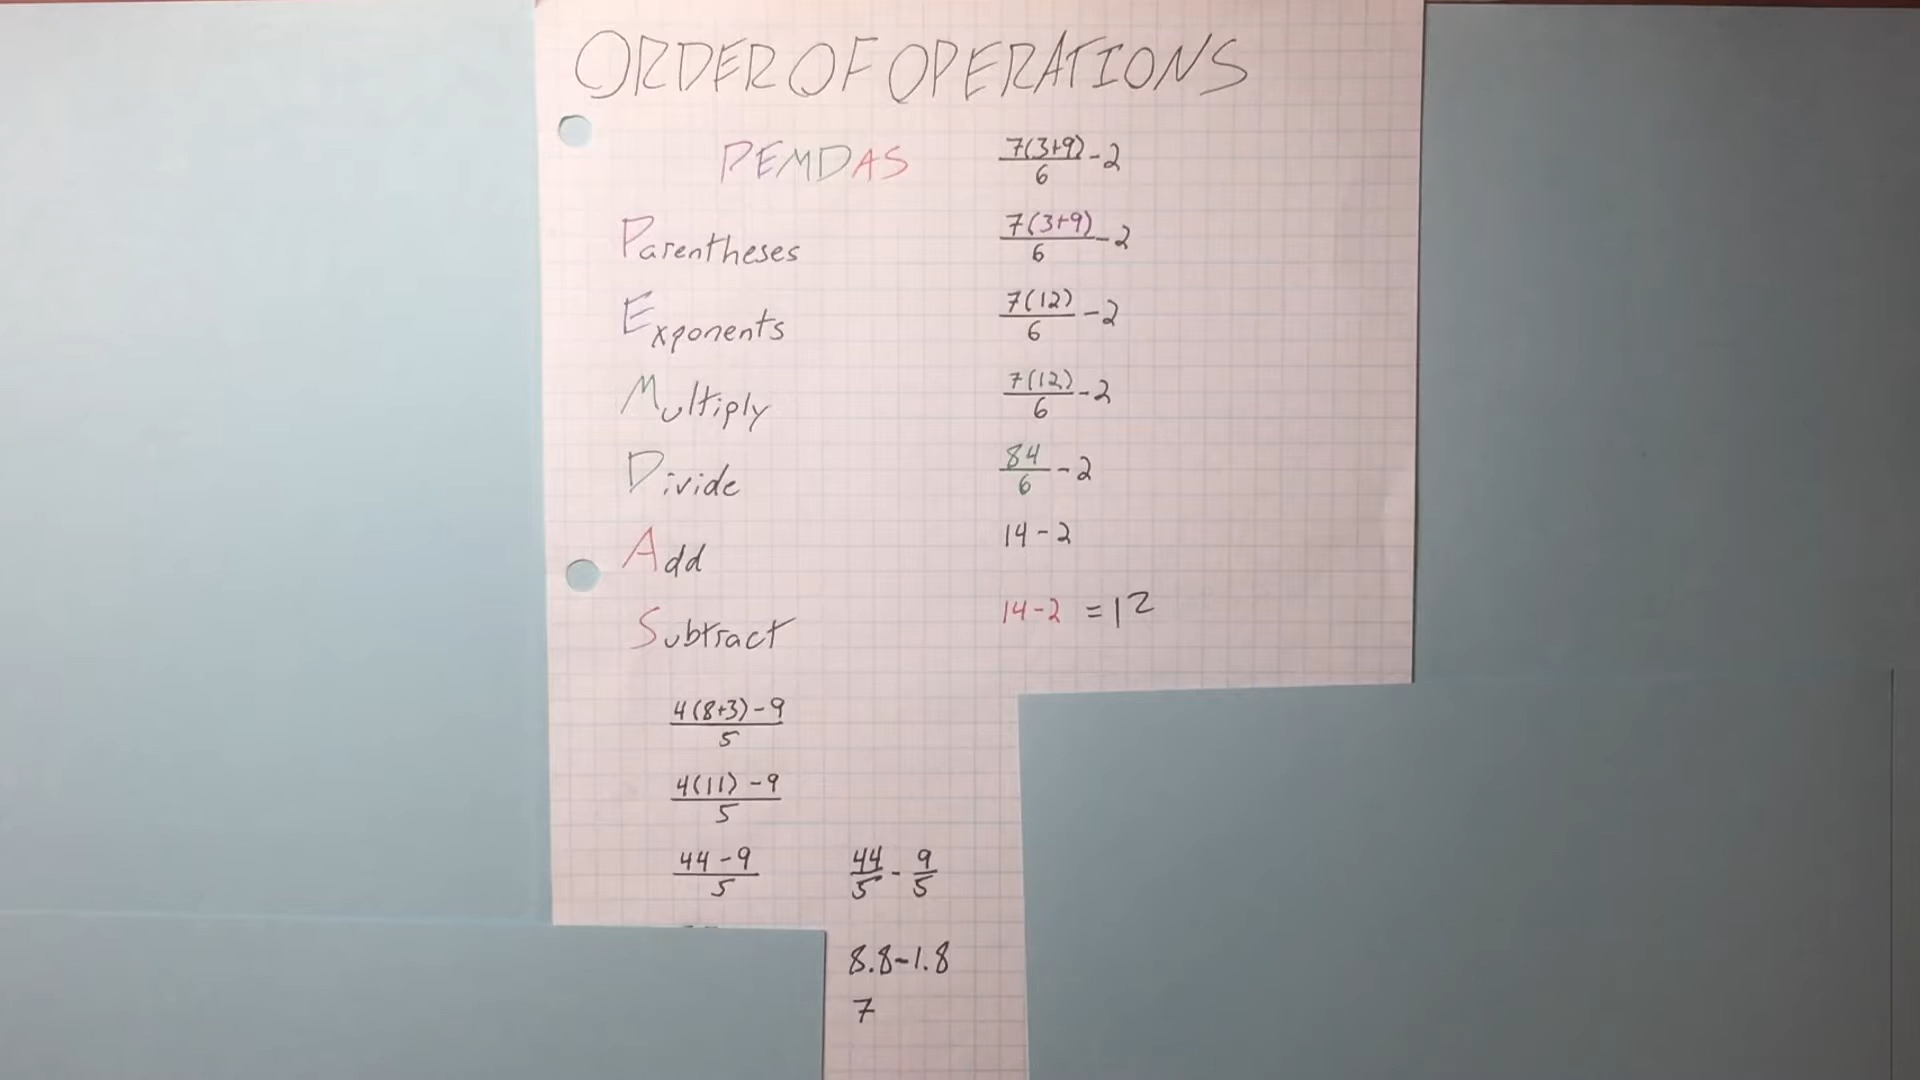 ORDER OF OPERATIONS
PEMDAS
7(3+9)/6 - 2
Parentheses
7(3+9)/6 - 2
Exponents
7(12)/6 - 2
Multiply
7(12)/6 - 2
Divide
84/6 - 2
Add
14 - 2
Subtract
14 - 2 = 12
4(8+3) - 9
5
4(11) - 9
5
44 - 9
5
44/5 - 9/5
8.8 - 1.8
7